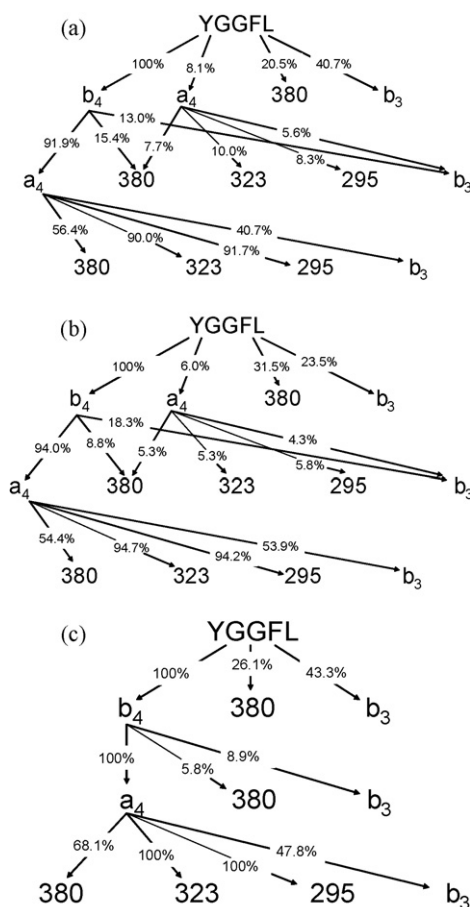 (a) YGGFL
100% 8.1% 20.5% 40.7%
b4 a4 380 b3
91.9% 15.4% 13.0% 7.7% 10.0% 8.3% 5.6%
a4 380 323 295 b3
56.4% 90.0% 91.7% 40.7%
380 323 295 b3
(b) YGGFL
100% 6.0% 31.5% 23.5%
b4 a4 380 b3
94.0% 8.8% 18.3% 5.3% 5.3% 5.8% 4.3%
a4 380 323 295 b3
54.4% 94.7% 94.2% 53.9%
380 323 295 b3
(c) YGGFL
100% 26.1% 43.3%
b4 380 b3
100% 5.8% 8.9%
a4 380 b3
68.1% 100% 100% 47.8%
380 323 295 b3